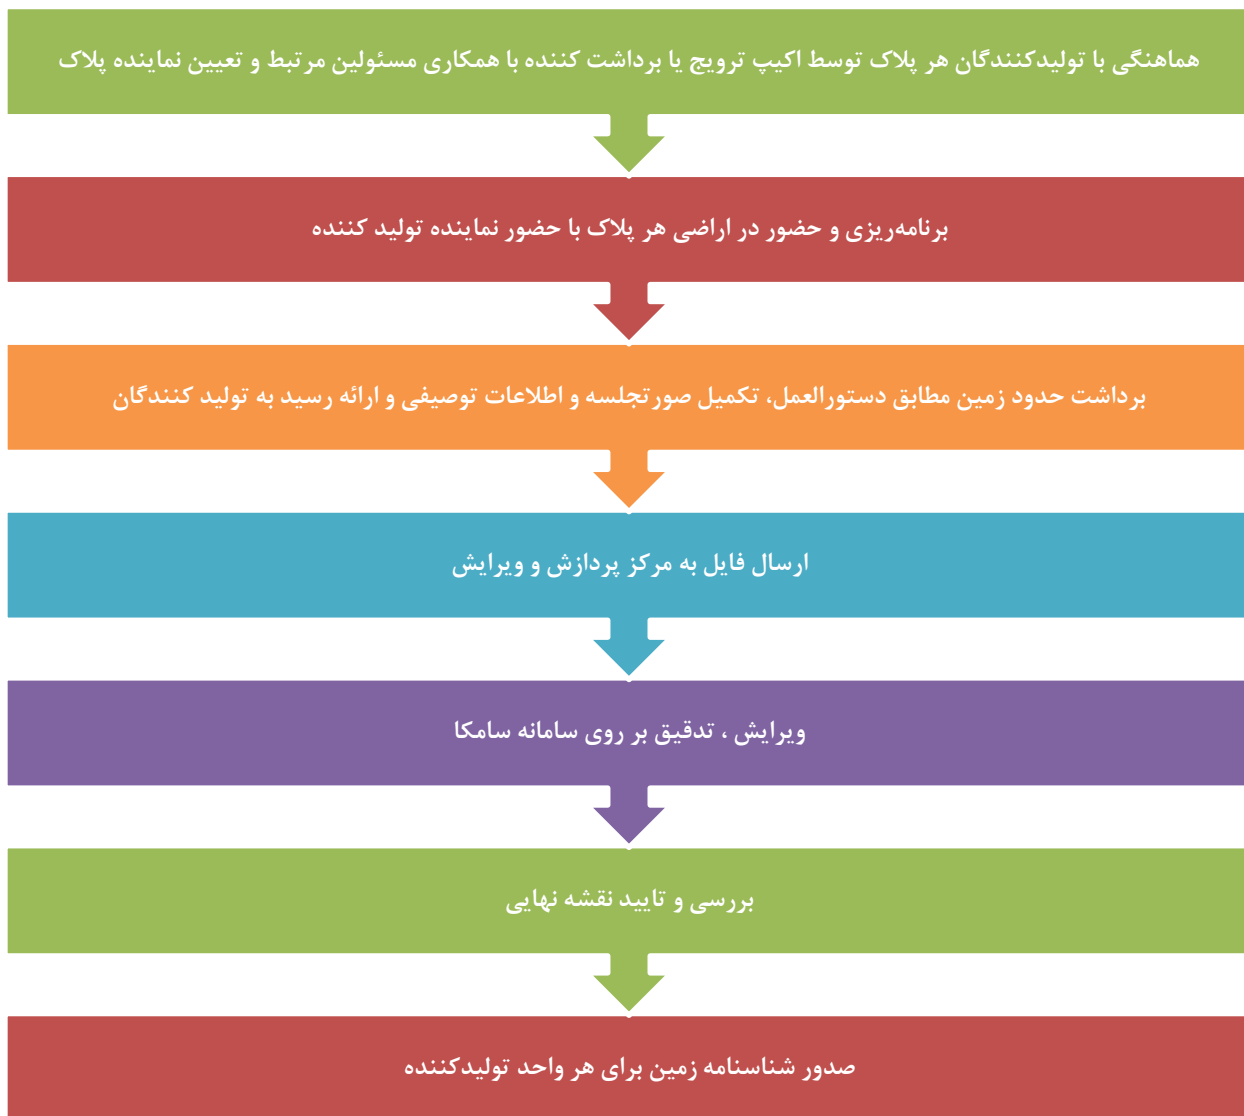 هماهنگی با تولیدکنندگان هر پلاک توسط اکیپ ترویج یا برداشت کننده با همکاری مسئولین مرتبط و تعیین نماینده پلاک
برنامه‌ریزی و حضور در اراضی هر پلاک با حضور نماینده تولید کننده
برداشت حدود زمین مطابق دستورالعمل، تکمیل صورتجلسه و اطلاعات توصیفی و ارائه رسید به تولید کنندگان
ارسال فایل به مرکز پردازش و ویرایش
ویرایش ، تدقیق بر روی سامانه سامکا
بررسی و تایید نقشه نهایی
صدور شناسنامه زمین برای هر واحد تولیدکننده